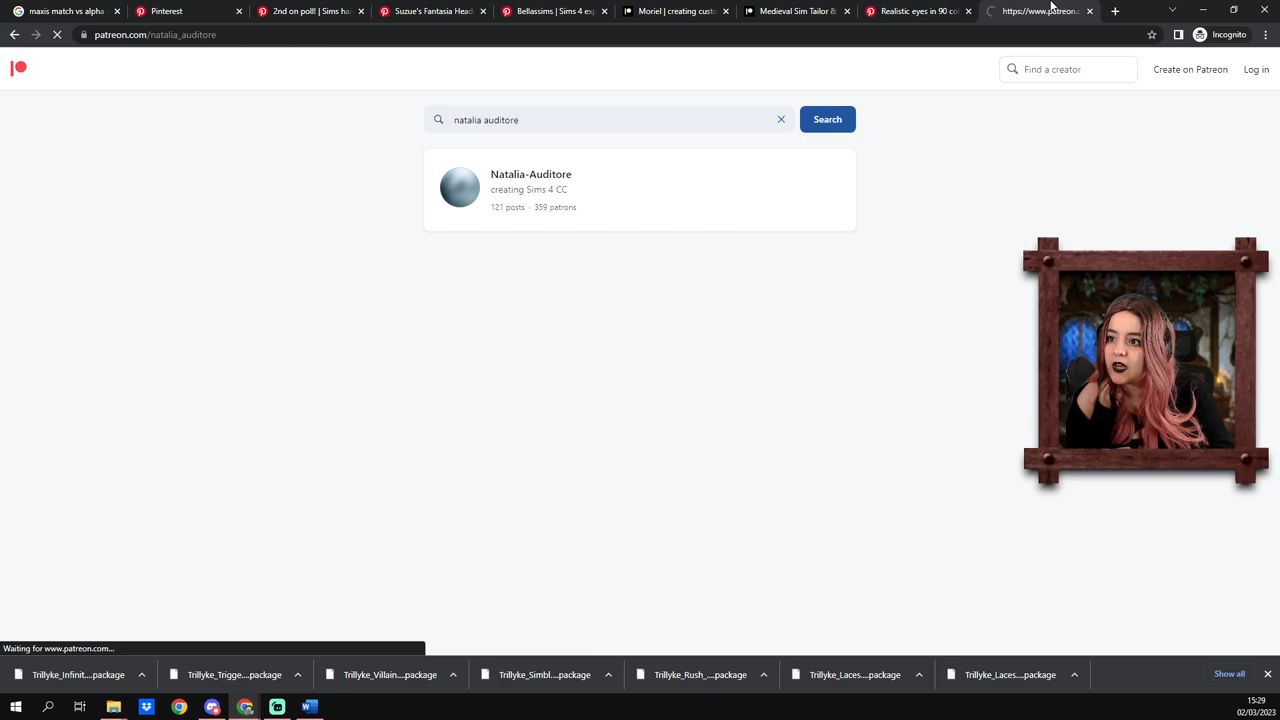 maxis match vs alpha
Pinterest
2nd on poll! | Sims hai
Suzue's Fantasia Head
Bellassims | Sims 4 exp
Moriel | creating custo
Medieval Sim Tailor &
Realistic eyes in 90 col
https://www.patreon.c
patreon.com/natalia_auditore
Incognito
Find a creator
Create on Patreon
Log in
natalia auditore
Search
Natalia-Auditore
creating Sims 4 CC
121 posts · 359 patrons
Waiting for www.patreon.com...
Trillyke_Infinit....package
Trillyke_Trigge....package
Trillyke_Villain....package
Trillyke_Simbl....package
Trillyke_Rush_....package
Trillyke_Laces....package
Trillyke_Laces....package
Show all
15:29
02/03/2023